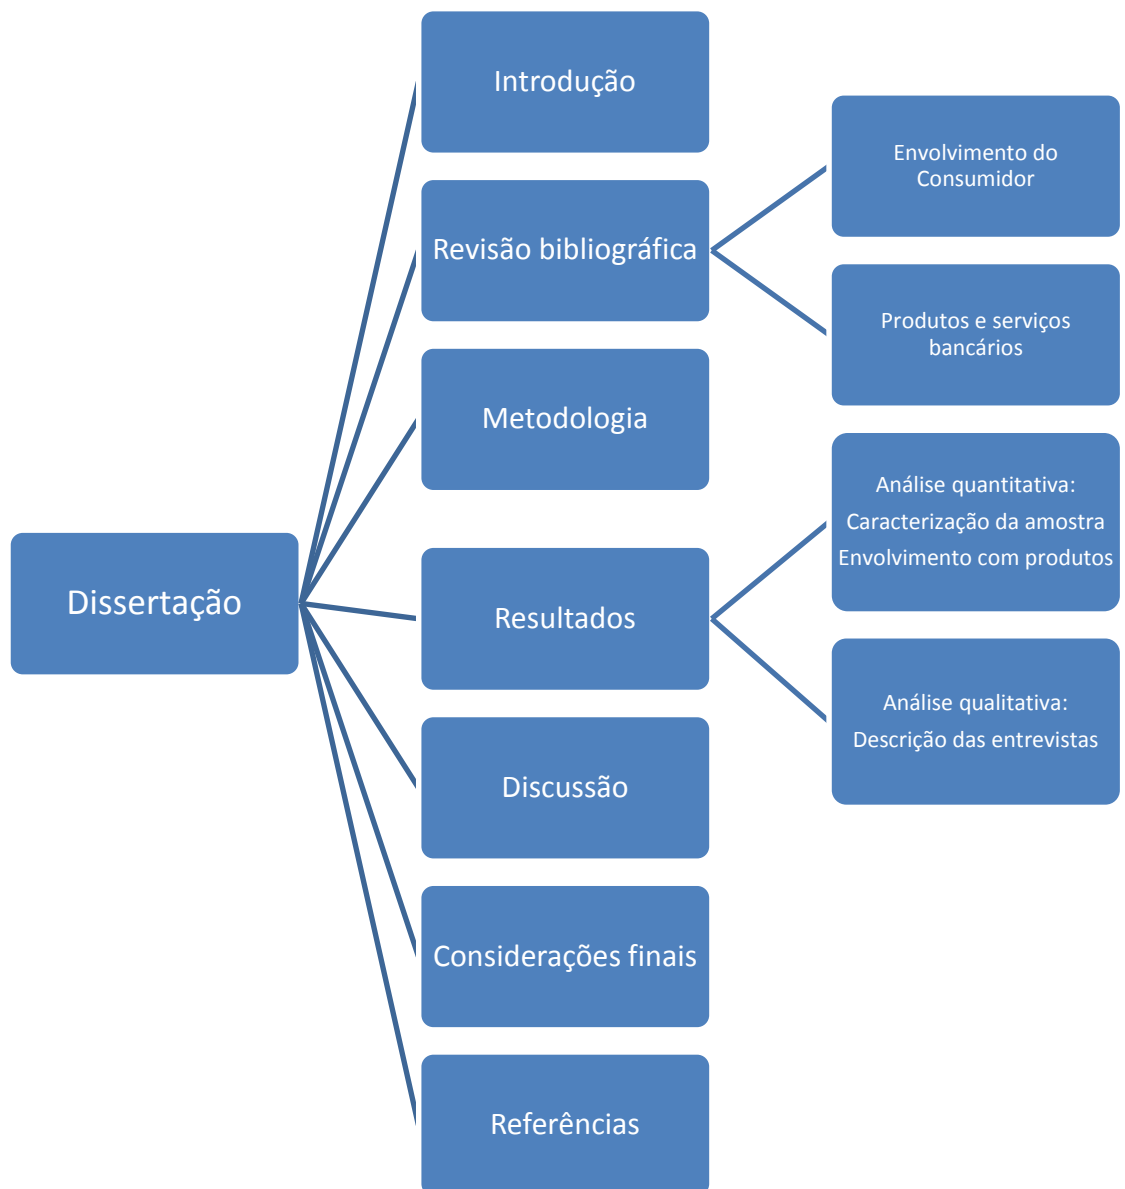 Dissertação
Introdução
Revisão bibliográfica
Envolvimento do
Consumidor
Produtos e serviços
bancários
Metodologia
Resultados
Análise quantitativa:
Caracterização da amostra
Envolvimento com produtos
Análise qualitativa:
Descrição das entrevistas
Discussão
Considerações finais
Referências